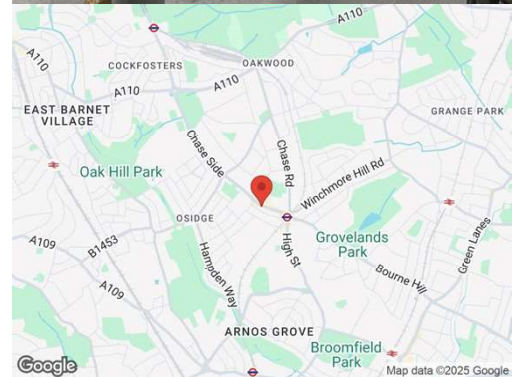 A110
COCKFOSTERS
OAKWOOD
A110
A110
A110
EAST BARNET
VILLAGE
GRANGE PARK
Chase Side
Chase Rd
Oak Hill Park
Winchmore Hill Rd
OSIDGE
Grovelands
Park
High St
Green Lanes
A109
B1453
Hampden Way
Bourne Hill
A109
ARNOS GROVE
Broomfield
Park
Google
Map data ©2025 Google